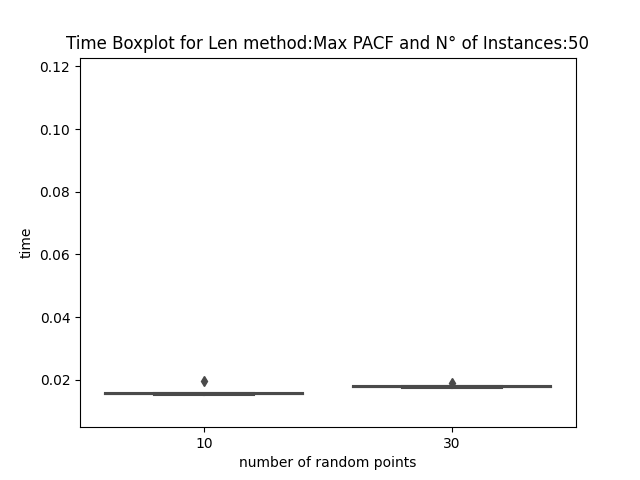 Time Boxplot for Len method:Max PACF and N° of Instances:50
0.12
0.10
0.08
0.06
0.04
0.02
time
10 30
number of random points